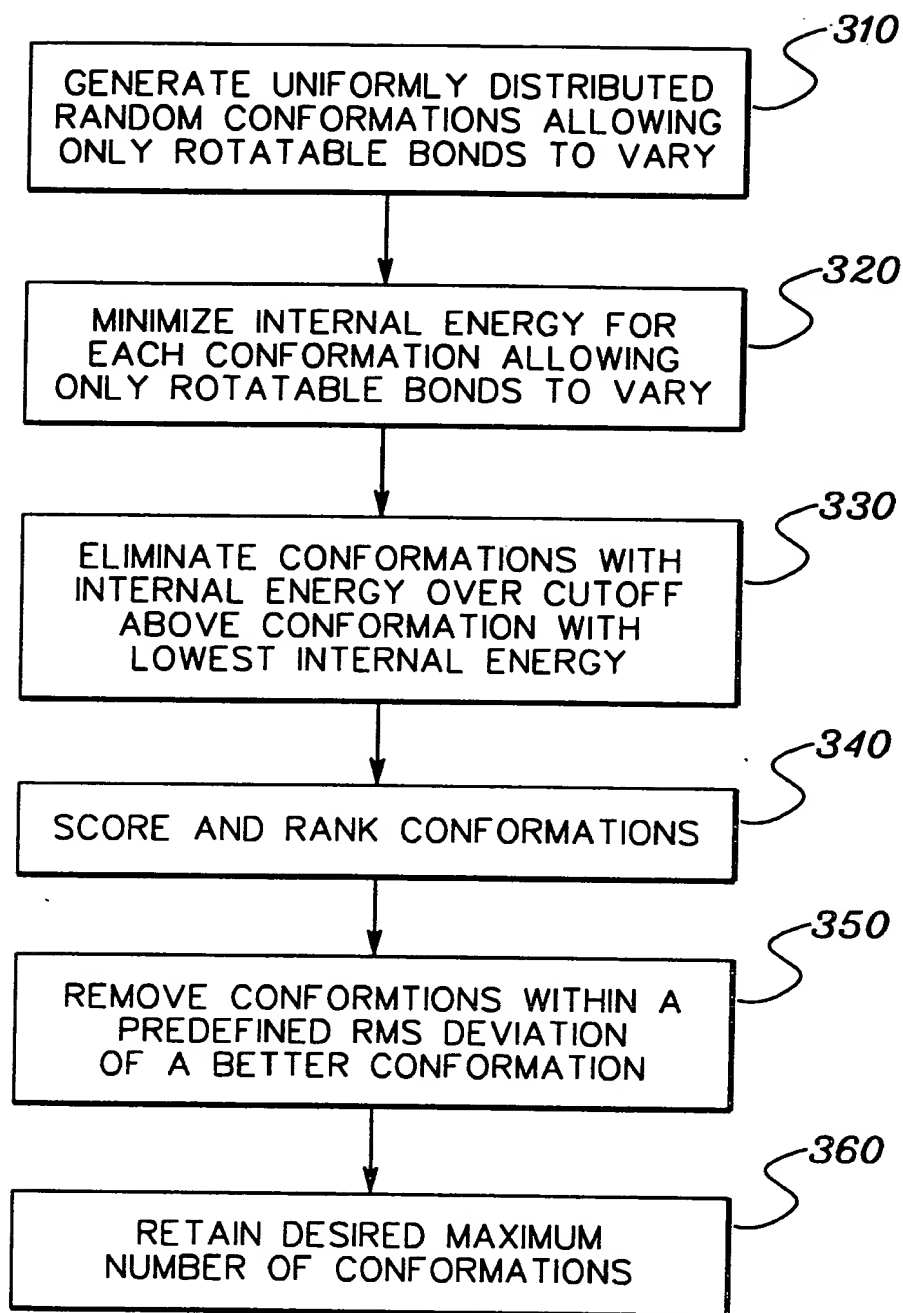 310
GENERATE UNIFORMLY DISTRIBUTED
RANDOM CONFORMATIONS ALLOWING
ONLY ROTATABLE BONDS TO VARY
320
MINIMIZE INTERNAL ENERGY FOR
EACH CONFORMATION ALLOWING
ONLY ROTATABLE BONDS TO VARY
330
ELIMINATE CONFORMATIONS WITH
INTERNAL ENERGY OVER CUTOFF
ABOVE CONFORMATION WITH
LOWEST INTERNAL ENERGY
340
SCORE AND RANK CONFORMATIONS
350
REMOVE CONFORMTIONS WITHIN A
PREDEFINED RMS DEVIATION
OF A BETTER CONFORMATION
360
RETAIN DESIRED MAXIMUM
NUMBER OF CONFORMATIONS